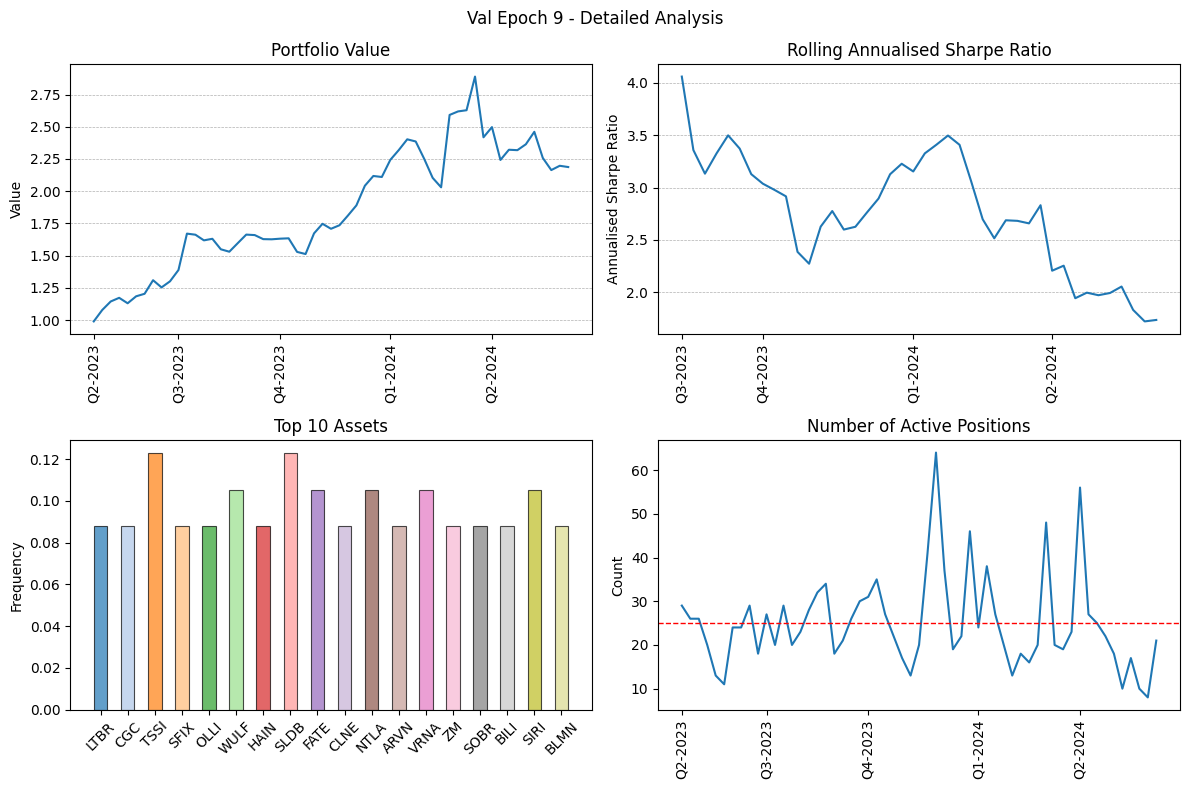 Val Epoch 9 - Detailed Analysis
Portfolio Value
Value
2.75
2.50
2.25
2.00
1.75
1.50
1.25
1.00
Q2-2023
Q3-2023
Q4-2023
Q1-2024
Q2-2024
Rolling Annualised Sharpe Ratio
Annualised Sharpe Ratio
4.0
3.5
3.0
2.5
2.0
Q3-2023
Q4-2023
Q1-2024
Q2-2024
Top 10 Assets
Frequency
0.12
0.10
0.08
0.06
0.04
0.02
0.00
LTBR
CGC
TSSI
SFIX
OLLI
WULF
HAIN
SLDB
FATE
CLNE
NTLA
ARVN
VRNA
ZM
SOBR
BILI
SIRI
BLMN
Number of Active Positions
Count
60
50
40
30
20
10
Q2-2023
Q3-2023
Q4-2023
Q1-2024
Q2-2024